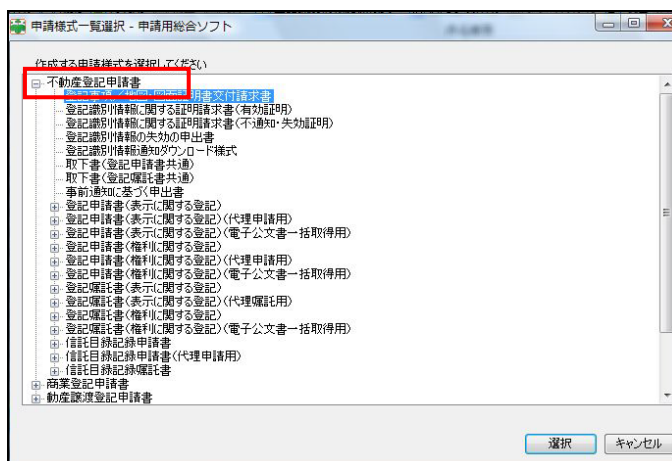 申請様式一覧選択 - 申請用総合ソフト
作成する申請様式を選択してください
不動産登記申請書
登記事項／地図・図面証明書交付請求書
登記識別情報に関する証明請求書(有効証明)
登記識別情報に関する証明請求書(不通知・失効証明)
登記識別情報の失効の申出書
登記識別情報通知ダウンロード様式
取下書(登記申請書共通)
取下書(登記嘱託書共通)
事前通知に基づく申出書
登記申請書(表示に関する登記)
登記申請書(表示に関する登記)(代理申請用)
登記申請書(表示に関する登記)(電子公文書一括取得用)
登記申請書(権利に関する登記)
登記申請書(権利に関する登記)(代理申請用)
登記申請書(権利に関する登記)(電子公文書一括取得用)
登記嘱託書(表示に関する登記)
登記嘱託書(表示に関する登記)(代理嘱託用)
登記嘱託書(権利に関する登記)
登記嘱託書(権利に関する登記)(電子公文書一括取得用)
信託目録記録申請書
信託目録記録申請書(代理申請用)
信託目録記録嘱託書
商業登記申請書
動産譲渡登記申請書
選択 キャンセル